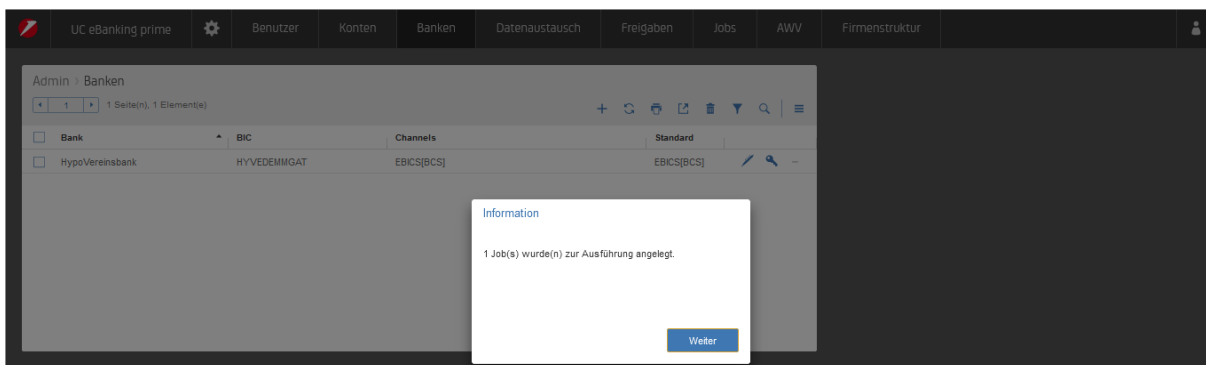 UC eBanking prime Benutzer Konten Banken Datenaustausch Freigaben Jobs AWV Firmenstruktur
Admin > Banken
1 1 Seite(n), 1 Element(e)
Bank BIC Channels Standard
HypoVereinsbank HYVEDEMMGAT EBICS[BCS] EBICS[BCS]
Information
1 Job(s) wurde(n) zur Ausführung angelegt.
Weiter